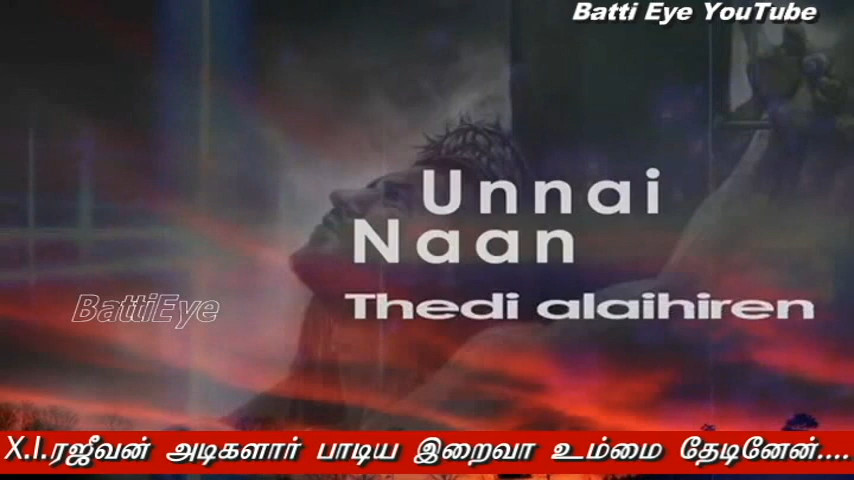 Batti Eye YouTube
Unnai
Naan
Thedi alaihiren
BattiEye
X.I.ரஜீவன் அடிகளார் பாடிய இறைவா உம்மை தேடினேன்....